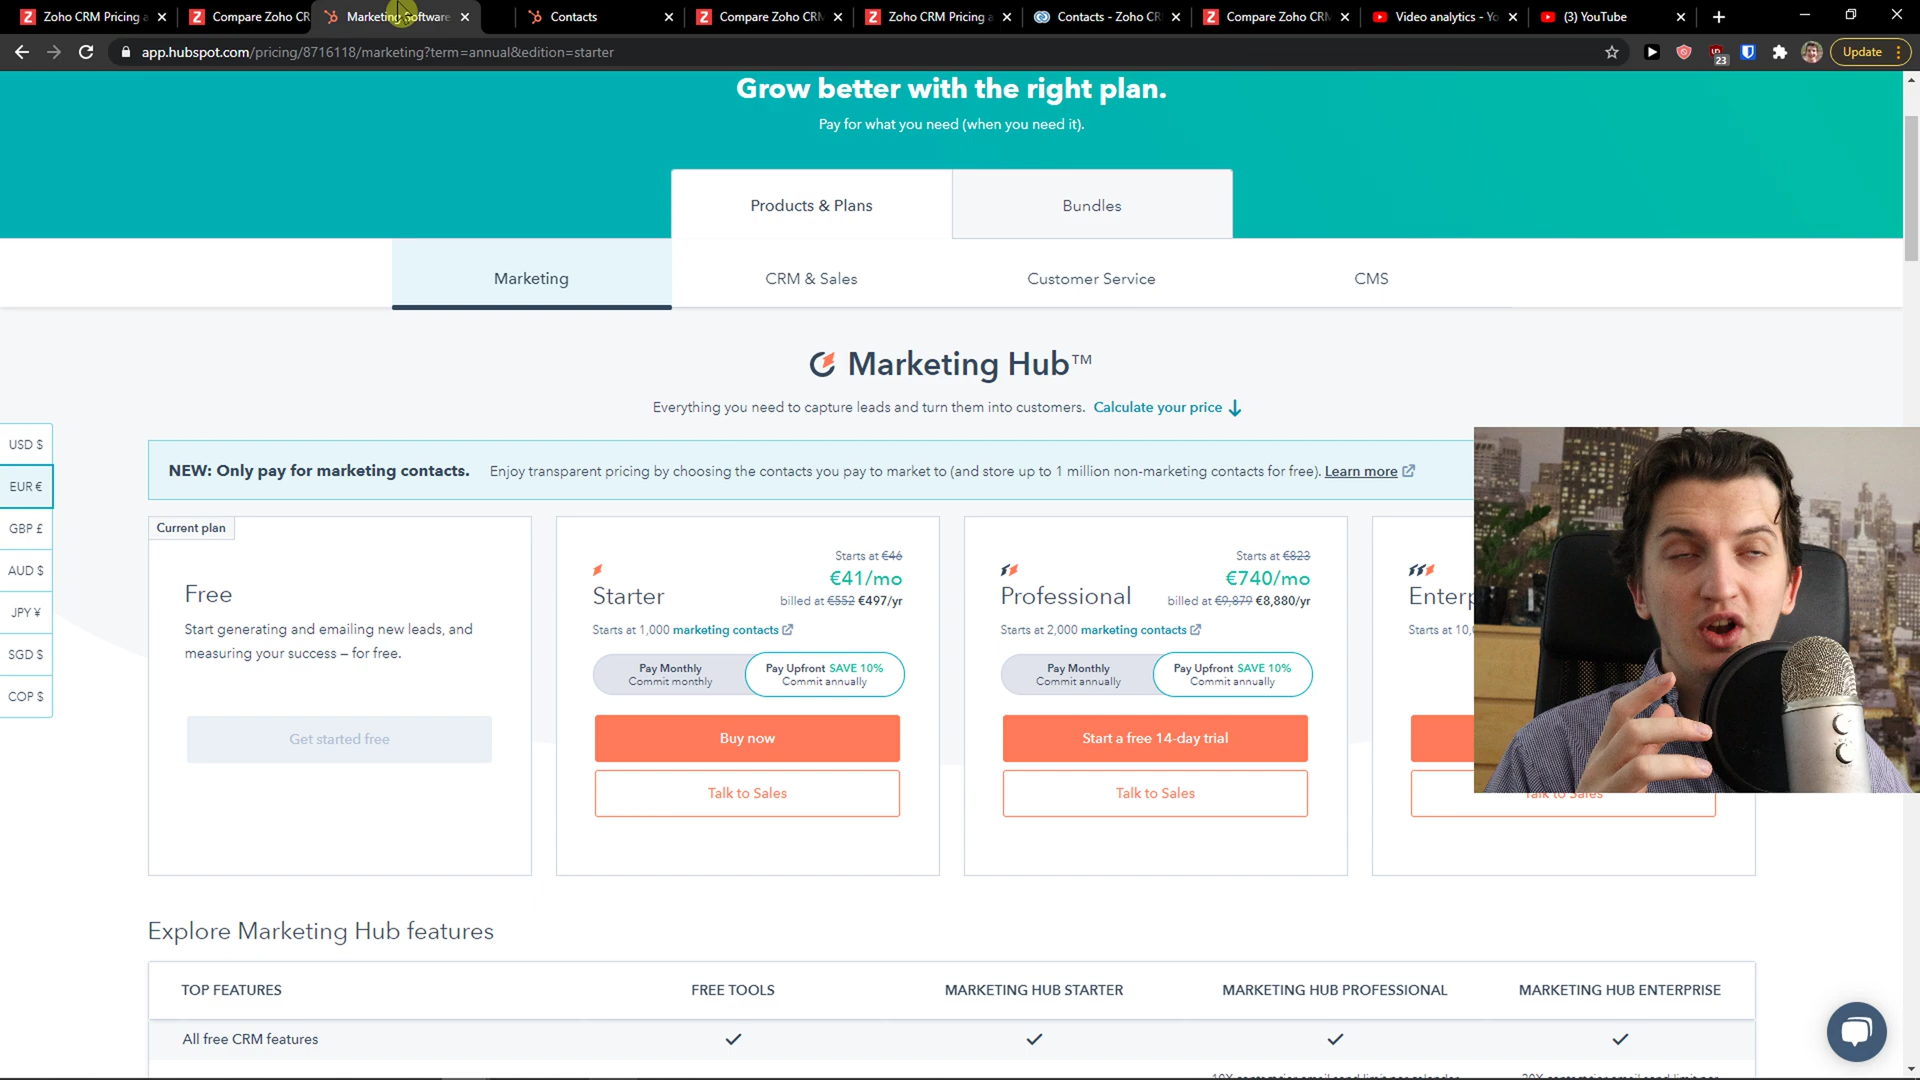 Zoho CRM Pricing a
Compare Zoho CR
Marketing Software
Contacts
Compare Zoho CRM
Zoho CRM Pricing a
Contacts - Zoho CR
Compare Zoho CRM
Video analytics - Yo
(3) YouTube
app.hubspot.com/pricing/8716118/marketing?term=annual&edition=starter
23
Update
Grow better with the right plan.
Pay for what you need (when you need it).
Products & Plans
Bundles
Marketing
CRM & Sales
Customer Service
CMS
Marketing Hub™
Everything you need to capture leads and turn them into customers. Calculate your price
USD $
EUR €
GBP £
AUD $
JPY ¥
SGD $
COP $
NEW: Only pay for marketing contacts. Enjoy transparent pricing by choosing the contacts you pay to market to (and store up to 1 million non-marketing contacts for free). Learn more
Current plan
Free
Start generating and emailing new leads, and
measuring your success – for free.
Get started free
Starts at €46
€41/mo
Starter
billed at €552 €497/yr
Starts at 1,000 marketing contacts
Pay Monthly
Commit monthly
Pay Upfront SAVE 10%
Commit annually
Buy now
Talk to Sales
Starts at €823
€740/mo
Professional
billed at €9,879 €8,880/yr
Starts at 2,000 marketing contacts
Pay Monthly
Commit annually
Pay Upfront SAVE 10%
Commit annually
Start a free 14-day trial
Talk to Sales
Enterp
Starts at 10,
Talk to Sales
Explore Marketing Hub features
TOP FEATURES
FREE TOOLS
MARKETING HUB STARTER
MARKETING HUB PROFESSIONAL
MARKETING HUB ENTERPRISE
All free CRM features